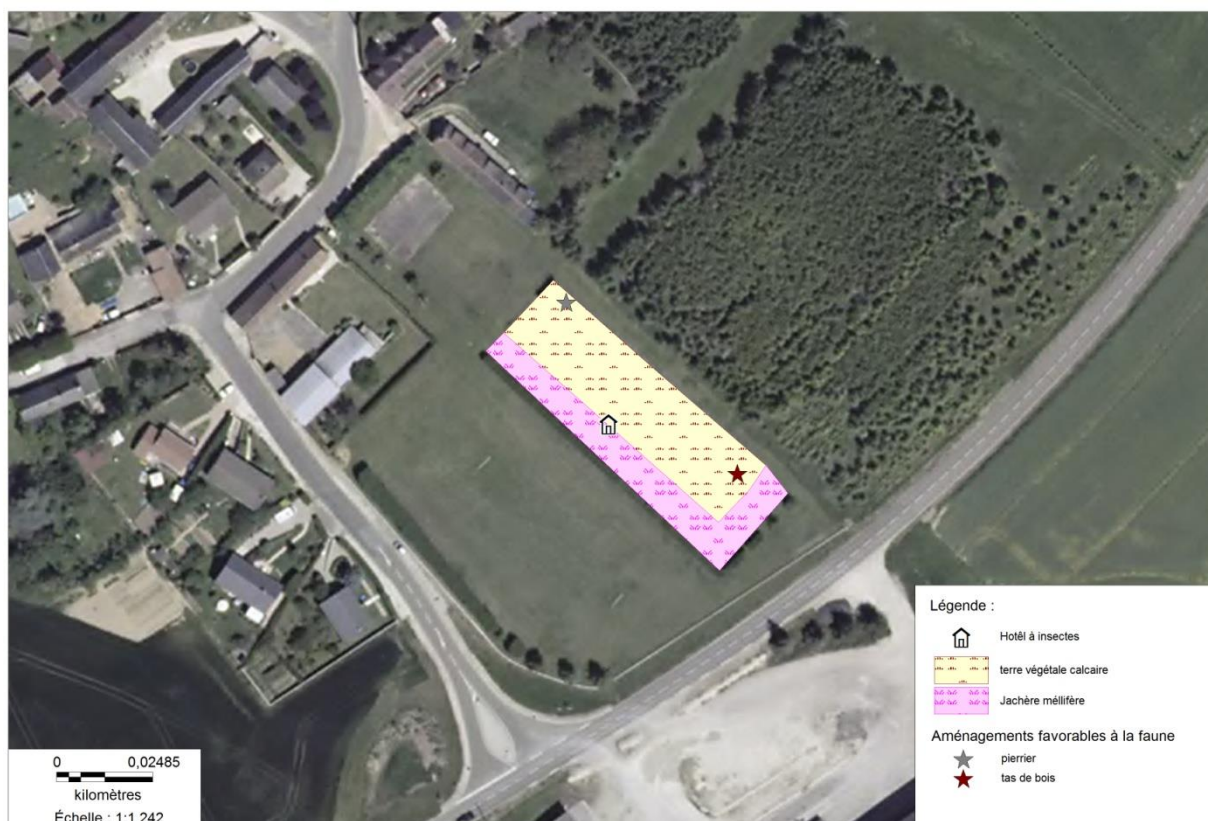 Légende :
Hotêl à insectes
terre végétale calcaire
Jachère méllifère
Aménagements favorables à la faune
pierrier
tas de bois
0 0,02485
kilomètres
Échelle : 1:1 242